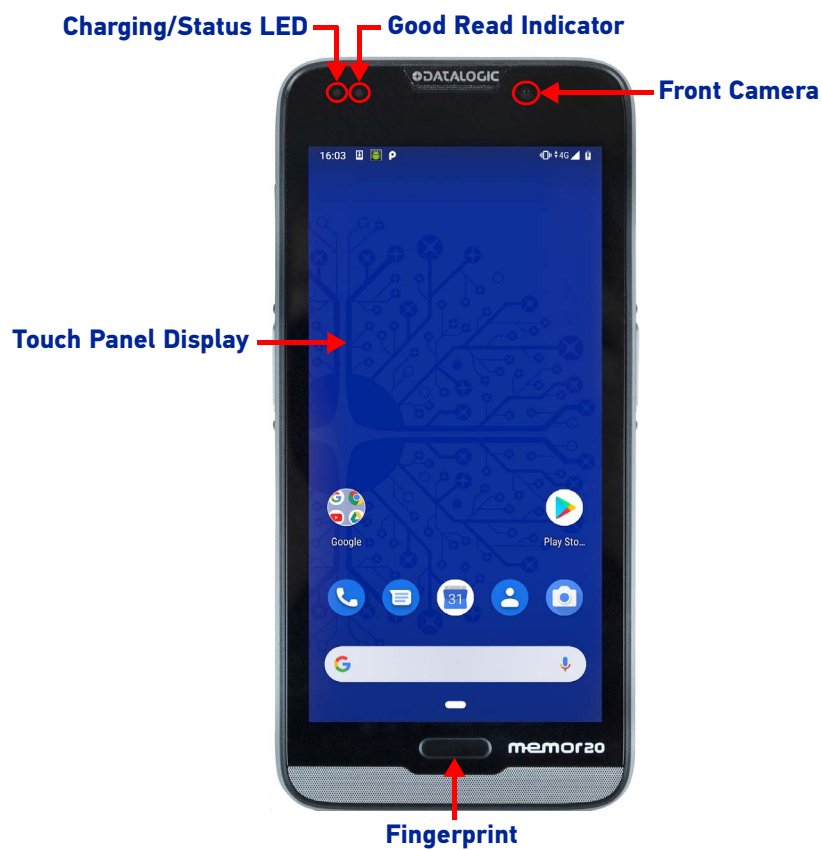 Charging/Status LED
Good Read Indicator
DATALOGIC
Front Camera
16:03
4G
Touch Panel Display
Google
Play Sto...
31
memor20
Fingerprint